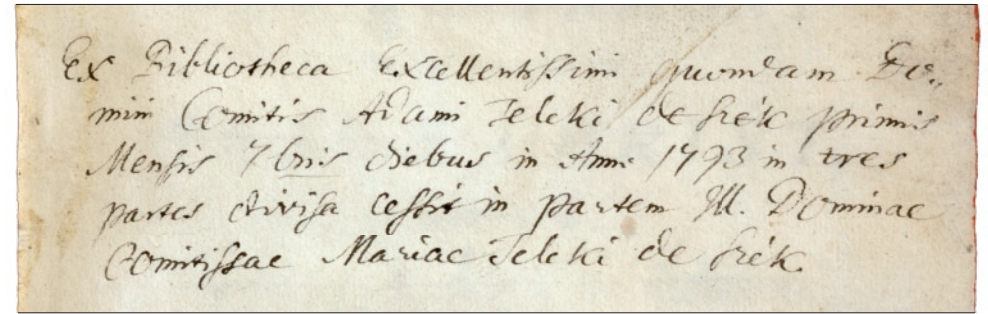 Ex Bibliotheca Excellentissimi quondam Do„
mini Comitis Adami Teleki de Szék primis
Mensis 7bris diebus in Anno 1793 in tres
partes divisa cessit in partem Ill. Dominae
Comitissae Mariae Teleki de Szék